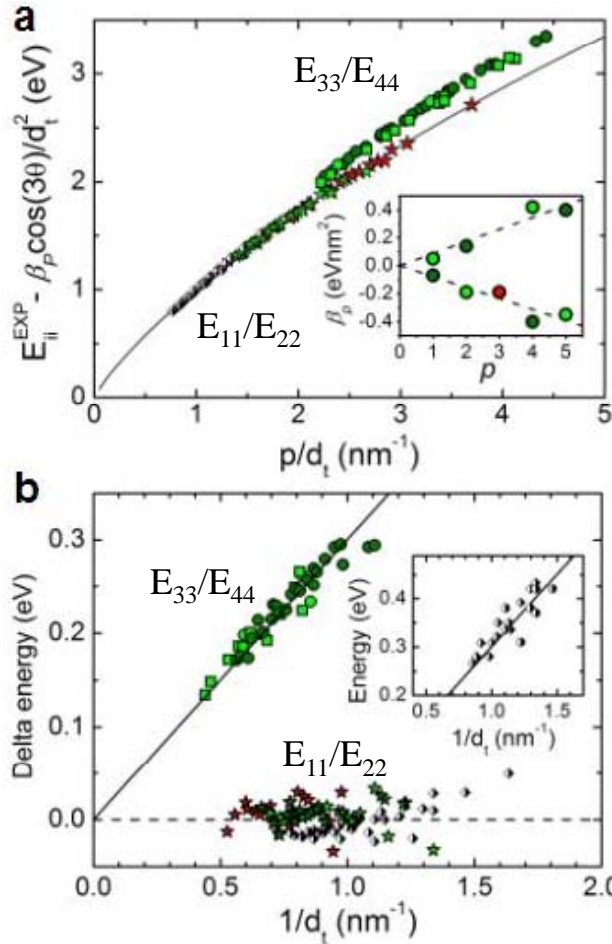 a
E_ii^EXP - β_p cos(3θ)/d_t^2 (eV)
3
2
1
0
E33/E44
E11/E22
β_p (eVnm^2)
0.4
0.2
0.0
-0.2
-0.4
0 1 2 3 4 5
p
0 1 2 3 4 5
p/d_t (nm^-1)
b
Delta energy (eV)
0.3
0.2
0.1
0.0
E33/E44
E11/E22
Energy (eV)
0.4
0.3
0.2
0.5 1.0 1.5
1/d_t (nm^-1)
0.0 0.5 1.0 1.5 2.0
1/d_t (nm^-1)